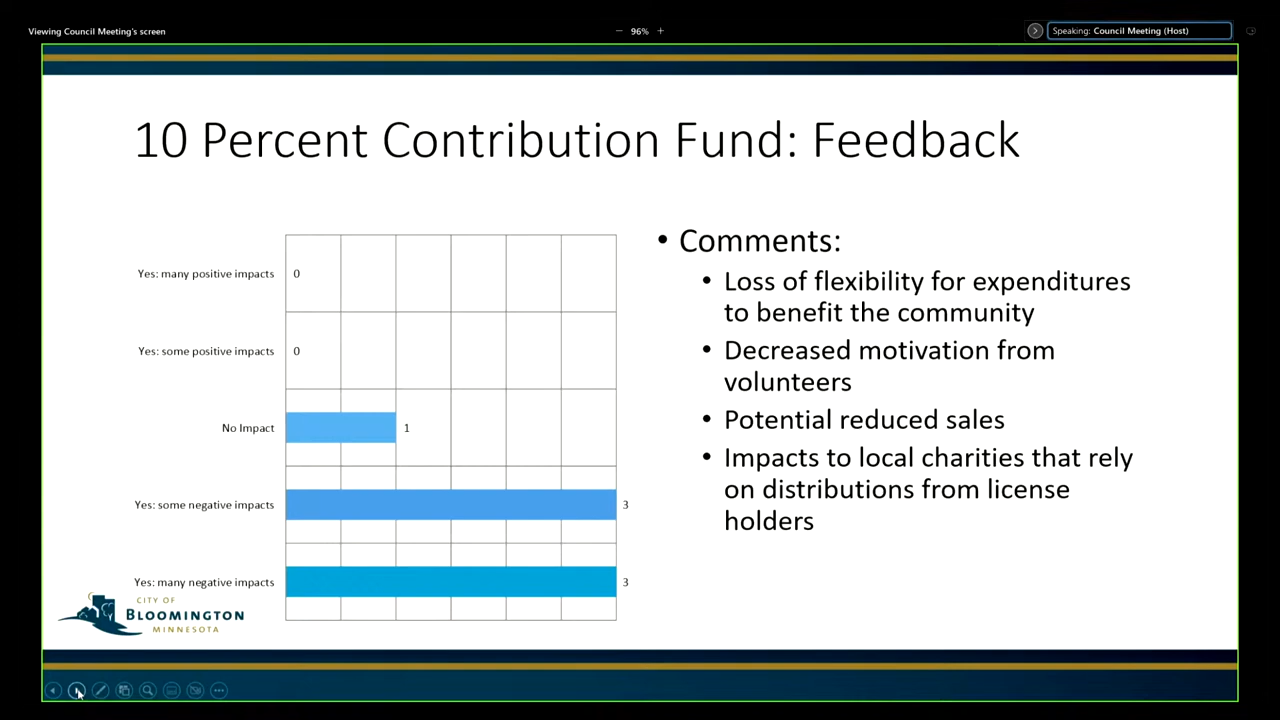 Viewing Council Meeting's screen
96%
Speaking: Council Meeting (Host)
10 Percent Contribution Fund: Feedback
Yes: many positive impacts 0
Yes: some positive impacts 0
No Impact 1
Yes: some negative impacts 3
Yes: many negative impacts 3
• Comments:
• Loss of flexibility for expenditures
to benefit the community
• Decreased motivation from
volunteers
• Potential reduced sales
• Impacts to local charities that rely
on distributions from license
holders
CITY OF
BLOOMINGTON
MINNESOTA